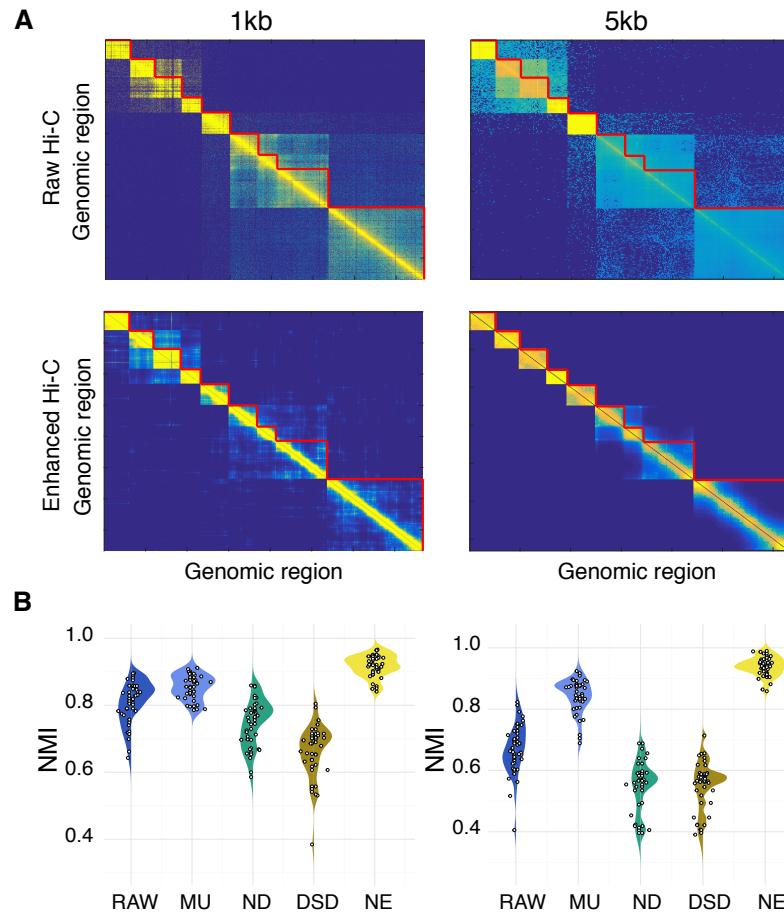 A
1kb
5kb
Raw Hi-C
Genomic region
Enhanced Hi-C
Genomic region
Genomic region
Genomic region
B
NMI
1.0
0.8
0.6
0.4
RAW
MU
ND
DSD
NE
NMI
1.0
0.8
0.6
0.4
RAW
MU
ND
DSD
NE